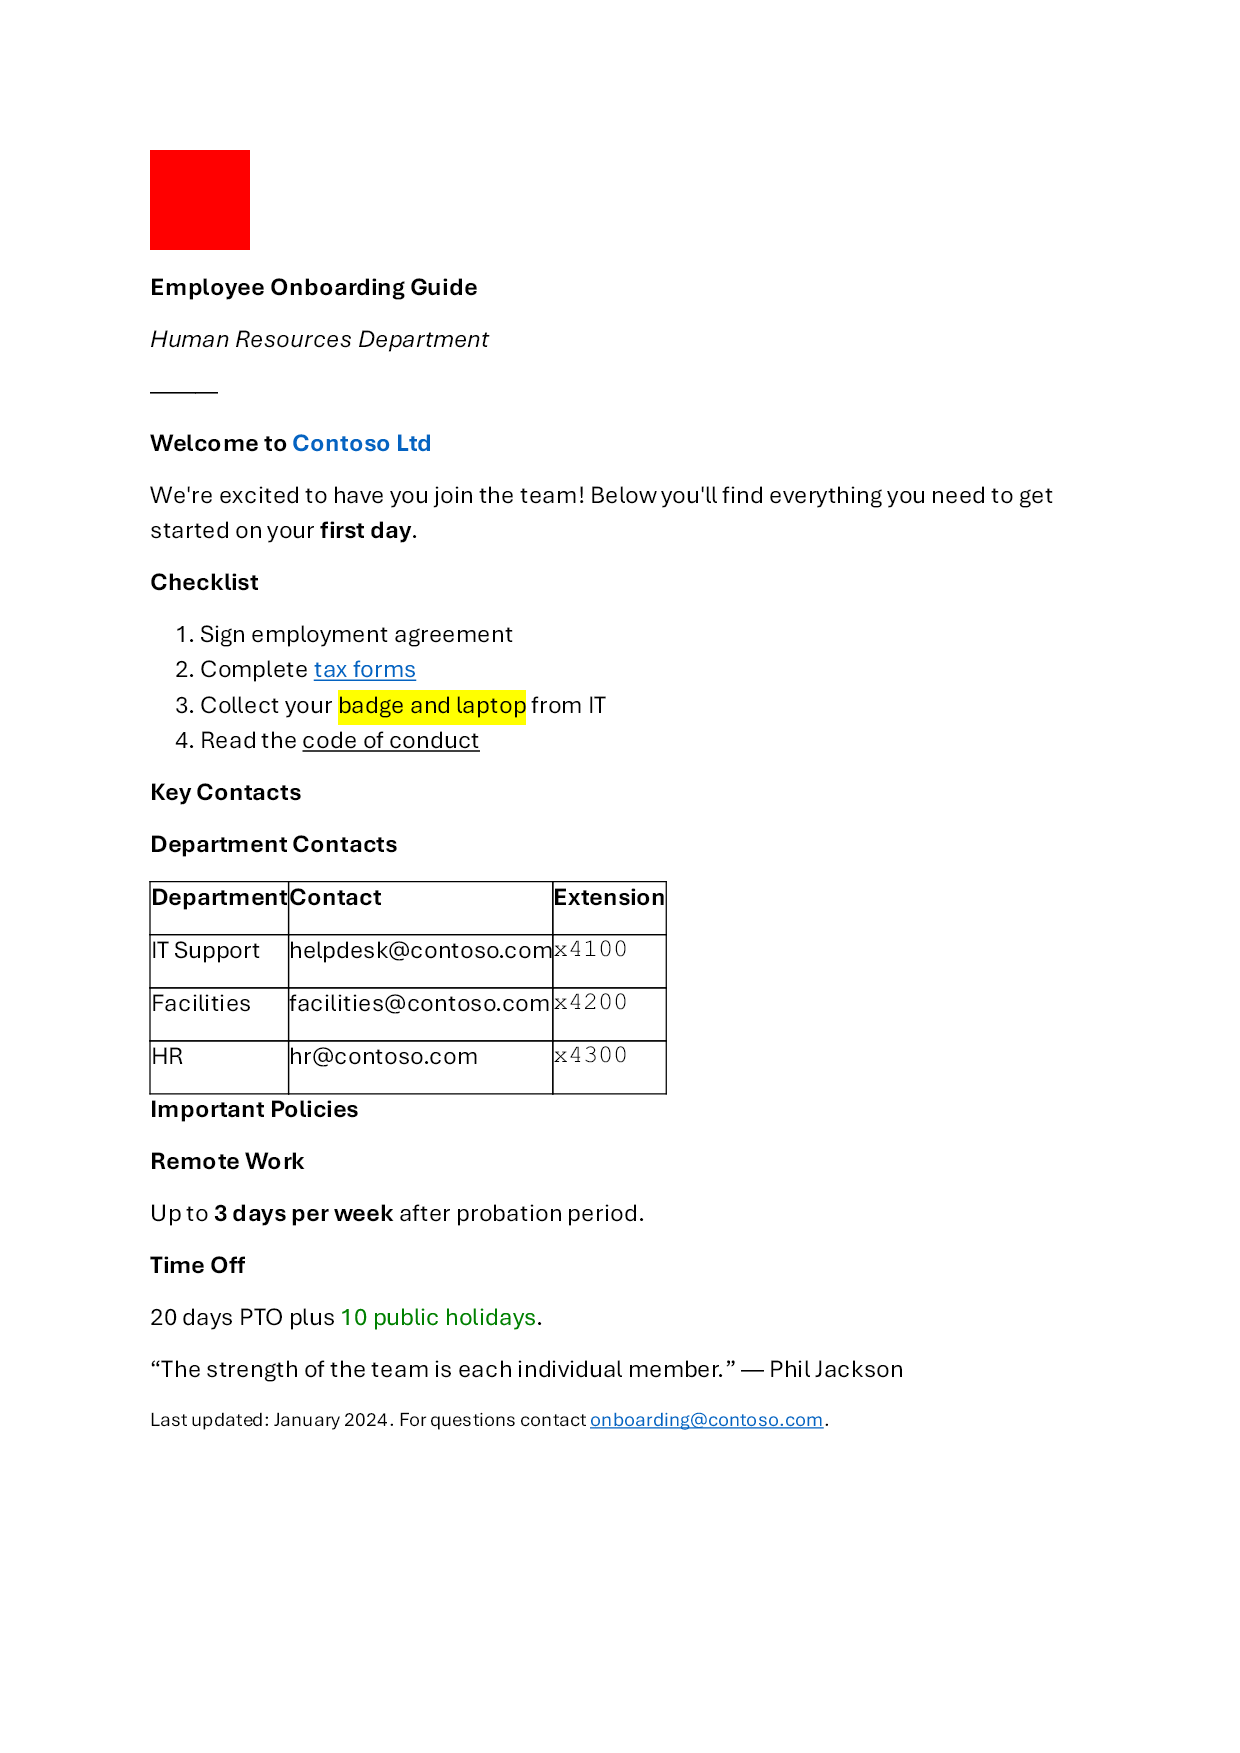 Employee Onboarding Guide
Human Resources Department
______
Welcome to Contoso Ltd
We're excited to have you join the team! Below you'll find everything you need to get
started on your first day.
Checklist
1. Sign employment agreement
2. Complete tax forms
3. Collect your badge and laptop from IT
4. Read the code of conduct
Key Contacts
Department Contacts
Department Contact Extension
IT Support helpdesk@contoso.com x4100
Facilities facilities@contoso.com x4200
HR hr@contoso.com x4300
Important Policies
Remote Work
Up to 3 days per week after probation period.
Time Off
20 days PTO plus 10 public holidays.
“The strength of the team is each individual member.” — Phil Jackson
Last updated: January 2024. For questions contact onboarding@contoso.com.